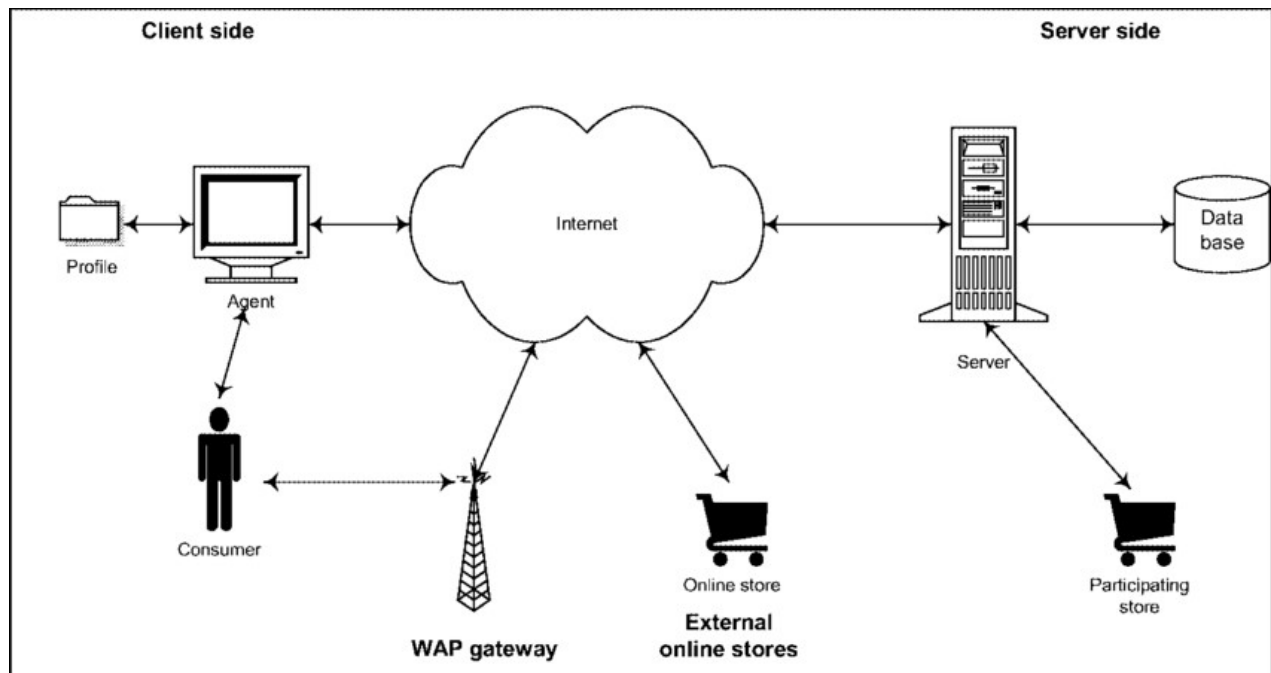 Client side
Server side
Internet
Data
base
Profile
Agent
Server
Consumer
Online store
Participating
store
WAP gateway
External
online stores